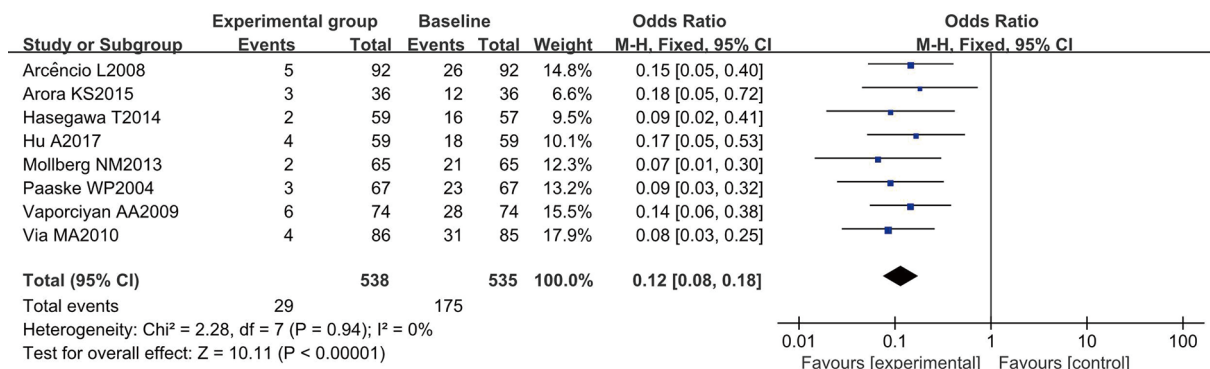 Experimental group Baseline Odds Ratio Odds Ratio
Study or Subgroup Events Total Events Total Weight M-H, Fixed, 95% CI M-H, Fixed, 95% CI
Arcêncio L2008 5 92 26 92 14.8% 0.15 [0.05, 0.40]
Arora KS2015 3 36 12 36 6.6% 0.18 [0.05, 0.72]
Hasegawa T2014 2 59 16 57 9.5% 0.09 [0.02, 0.41]
Hu A2017 4 59 18 59 10.1% 0.17 [0.05, 0.53]
Mollberg NM2013 2 65 21 65 12.3% 0.07 [0.01, 0.30]
Paaske WP2004 3 67 23 67 13.2% 0.09 [0.03, 0.32]
Vaporciyan AA2009 6 74 28 74 15.5% 0.14 [0.06, 0.38]
Via MA2010 4 86 31 85 17.9% 0.08 [0.03, 0.25]
Total (95% CI) 538 535 100.0% 0.12 [0.08, 0.18]
Total events 29 175
Heterogeneity: Chi² = 2.28, df = 7 (P = 0.94); I² = 0%
Test for overall effect: Z = 10.11 (P < 0.00001)
0.01 0.1 1 10 100
Favours [experimental] Favours [control]